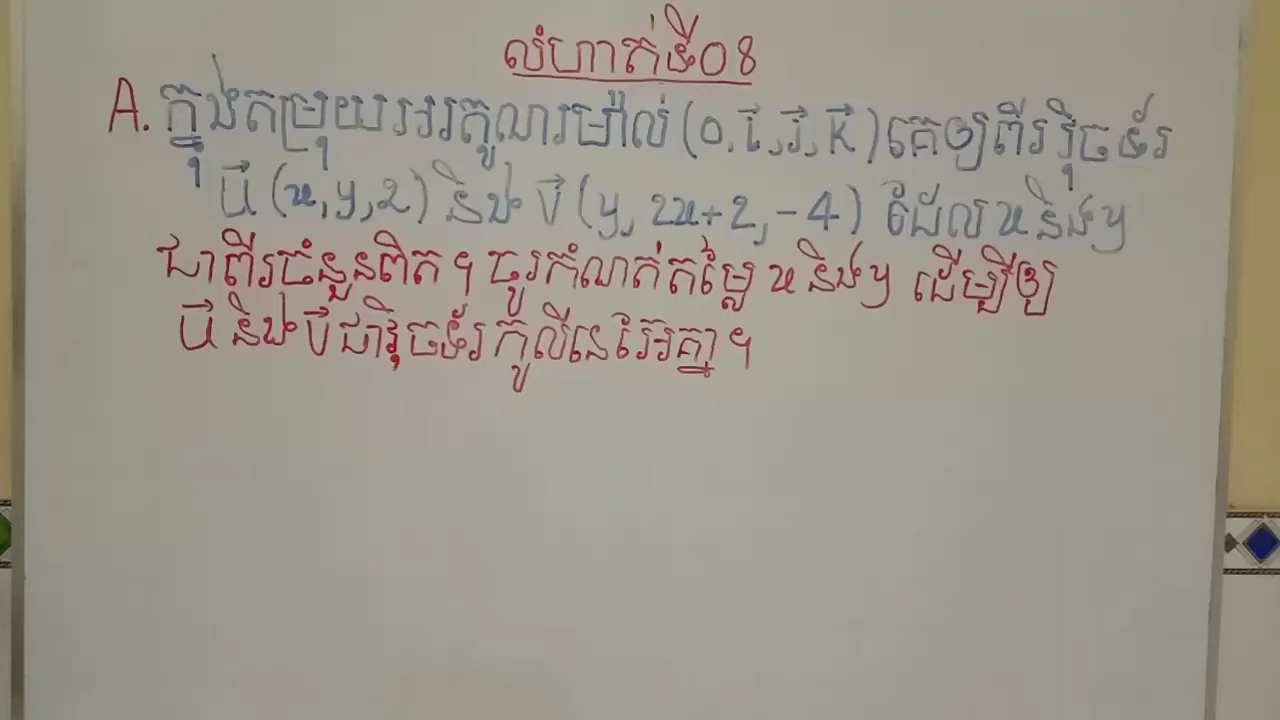 លំហាត់ទី08
A. ក្នុងតម្រុយអរតូណរម៉ាល់ (0, i⃗, j⃗, k⃗) គេឲ្យពីរវ៉ិចទ័រ
u⃗ (x, y, 2) និង v⃗ (y, 2x+2, -4) ដែល x និង y
ជាពីរចំនួនពិត។ ចូរកំណត់តម្លៃ x និង y ដើម្បីឲ្យ
u⃗ និង v⃗ ជាវ៉ិចទ័រកូលីនេអ៊ែគ្នា។